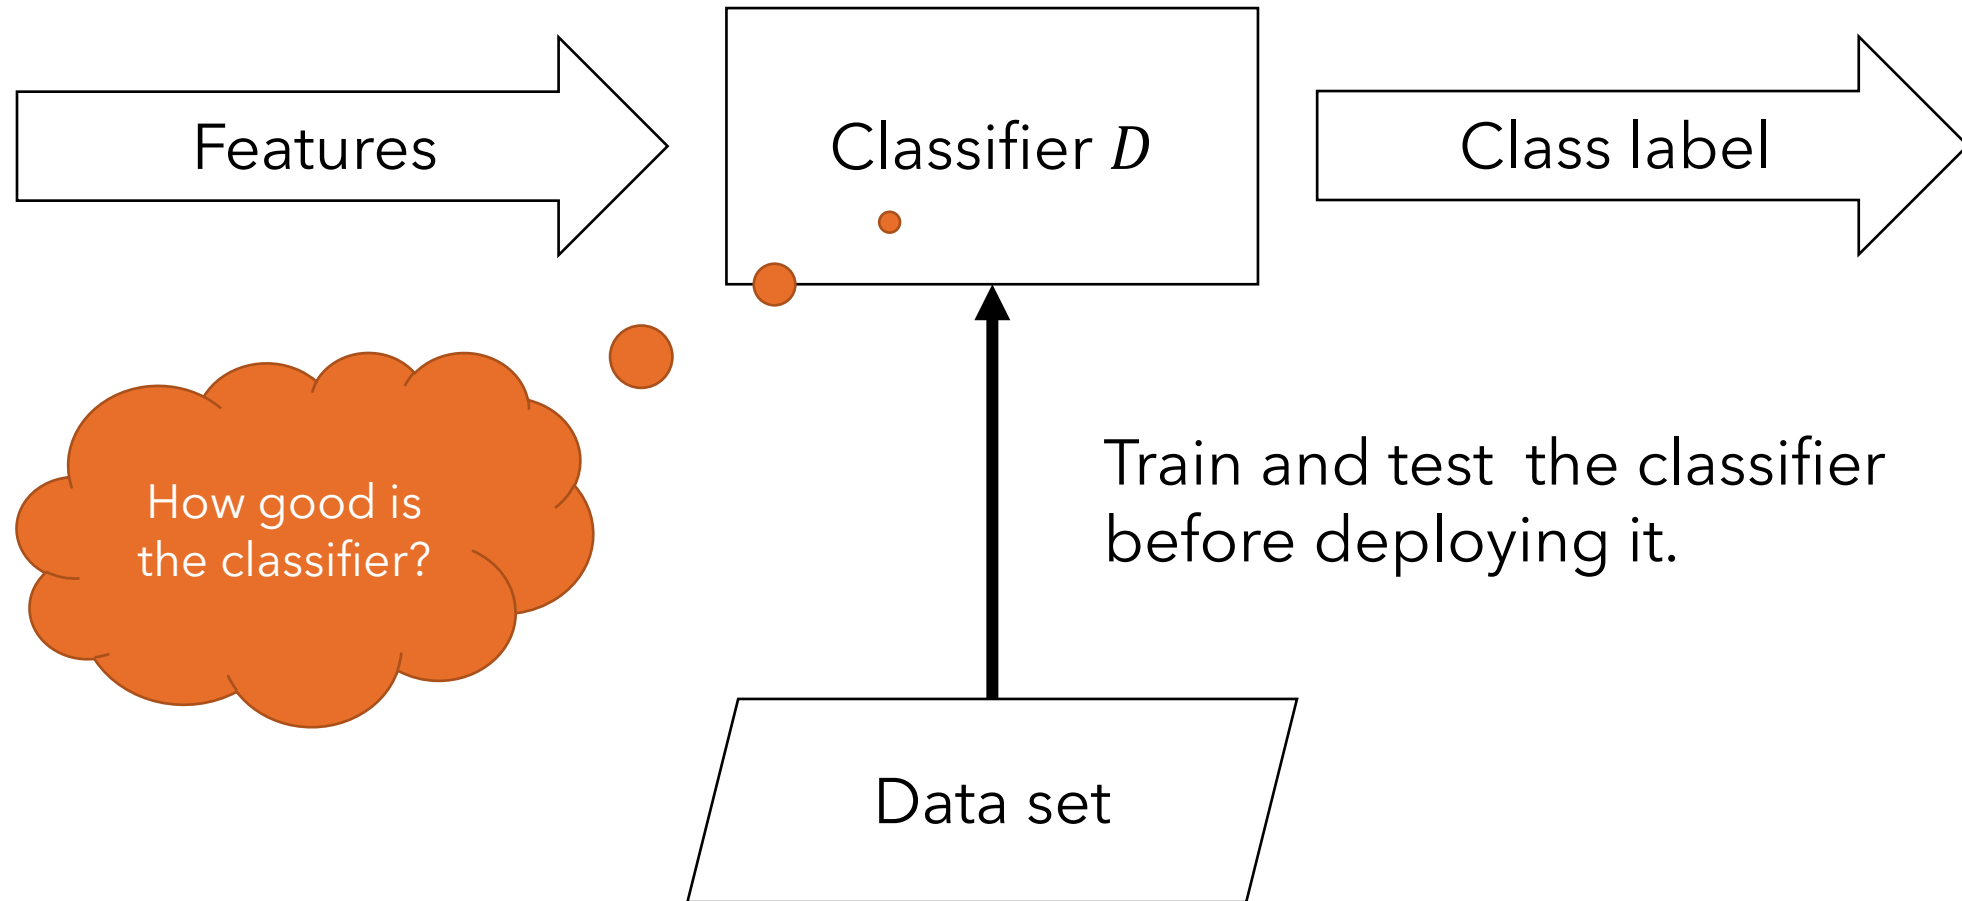 Features
Classifier D
Class label
How good is
the classifier?
Train and test  the classifier
before deploying it.
Data set